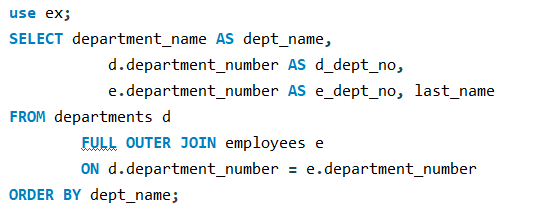 use ex;
SELECT department_name AS dept_name,
d.department_number AS d_dept_no,
e.department_number AS e_dept_no, last_name
FROM departments d
FULL OUTER JOIN employees e
ON d.department_number = e.department_number
ORDER BY dept_name;